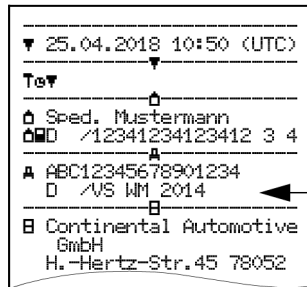 ▼ 25.04.2018 10:50 (UTC)
T⊙▼
Sped. Mustermann
D /12341234123412 3 4
ABC12345678901234
D /VS WM 2014
Continental Automotive
GmbH
H.-Hertz-Str.45 78052